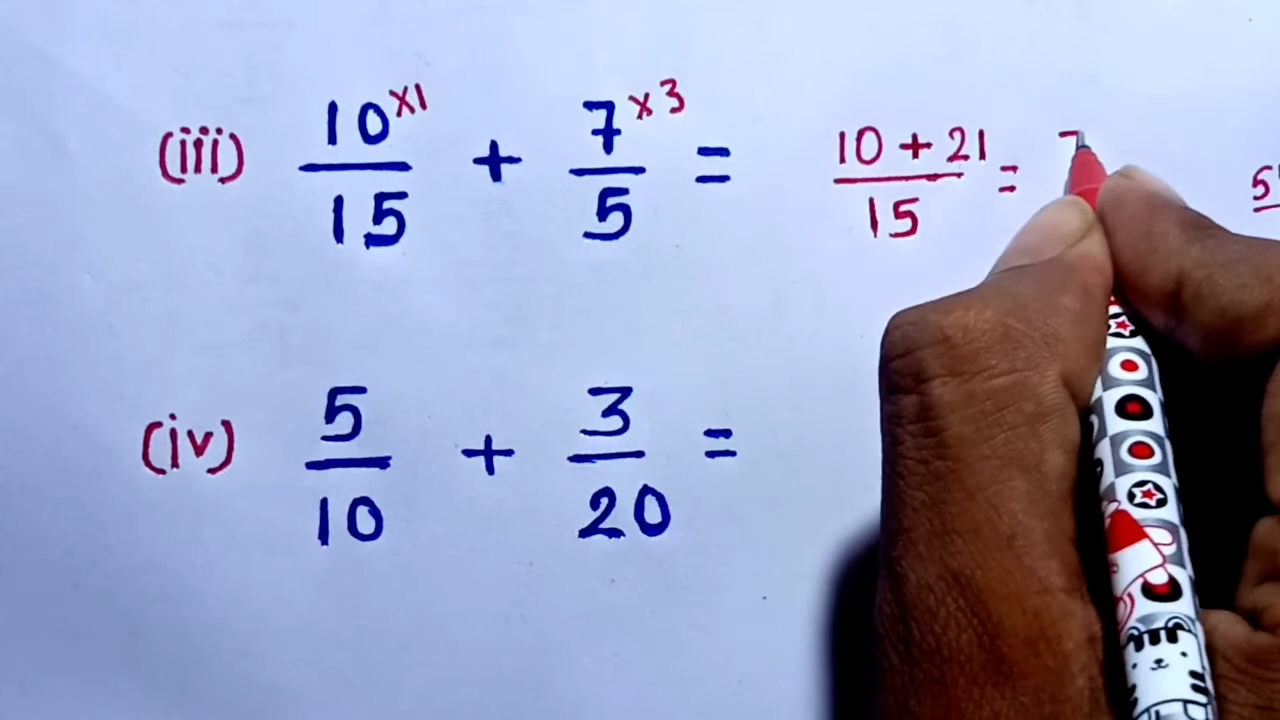 (iii) 10×1/15 + 7×3/5 = 10 + 21/15 =
(iv) 5/10 + 3/20 =